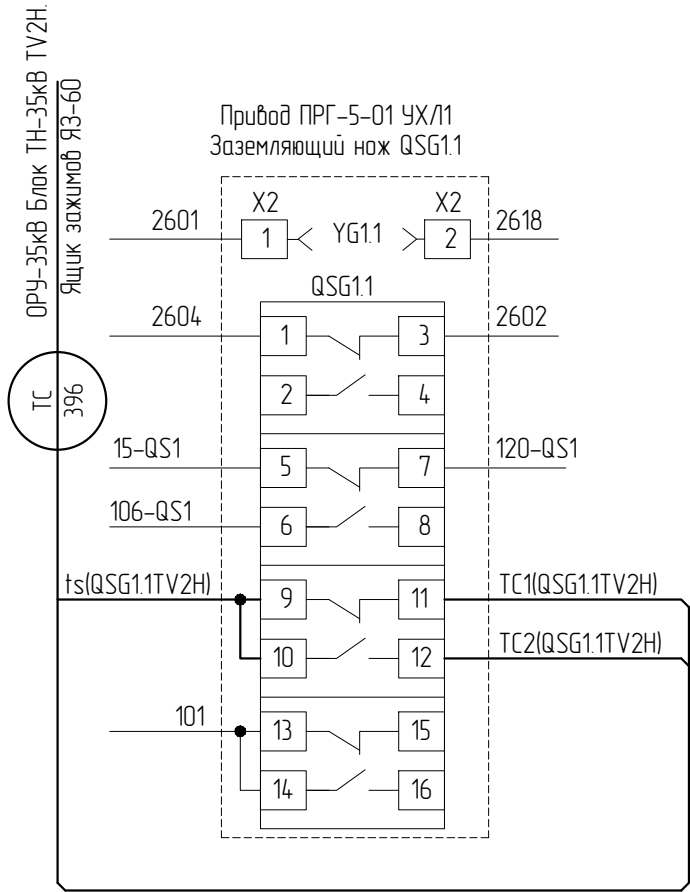 ОРУ-35кВ Блок ТН-35кВ TV2H.
Ящик зажимов ЯЗ-60
Привод ПРГ-5-01 УХЛ1
Заземляющий нож QSG1.1
X2
X2
2601
1
YG1.1
2
2618
QSG1.1
2604
1
3
2602
2
4
ТС
396
15-QS1
5
7
120-QS1
106-QS1
6
8
ts(QSG1.1TV2H)
9
11
TC1(QSG1.1TV2H)
10
12
TC2(QSG1.1TV2H)
101
13
15
14
16